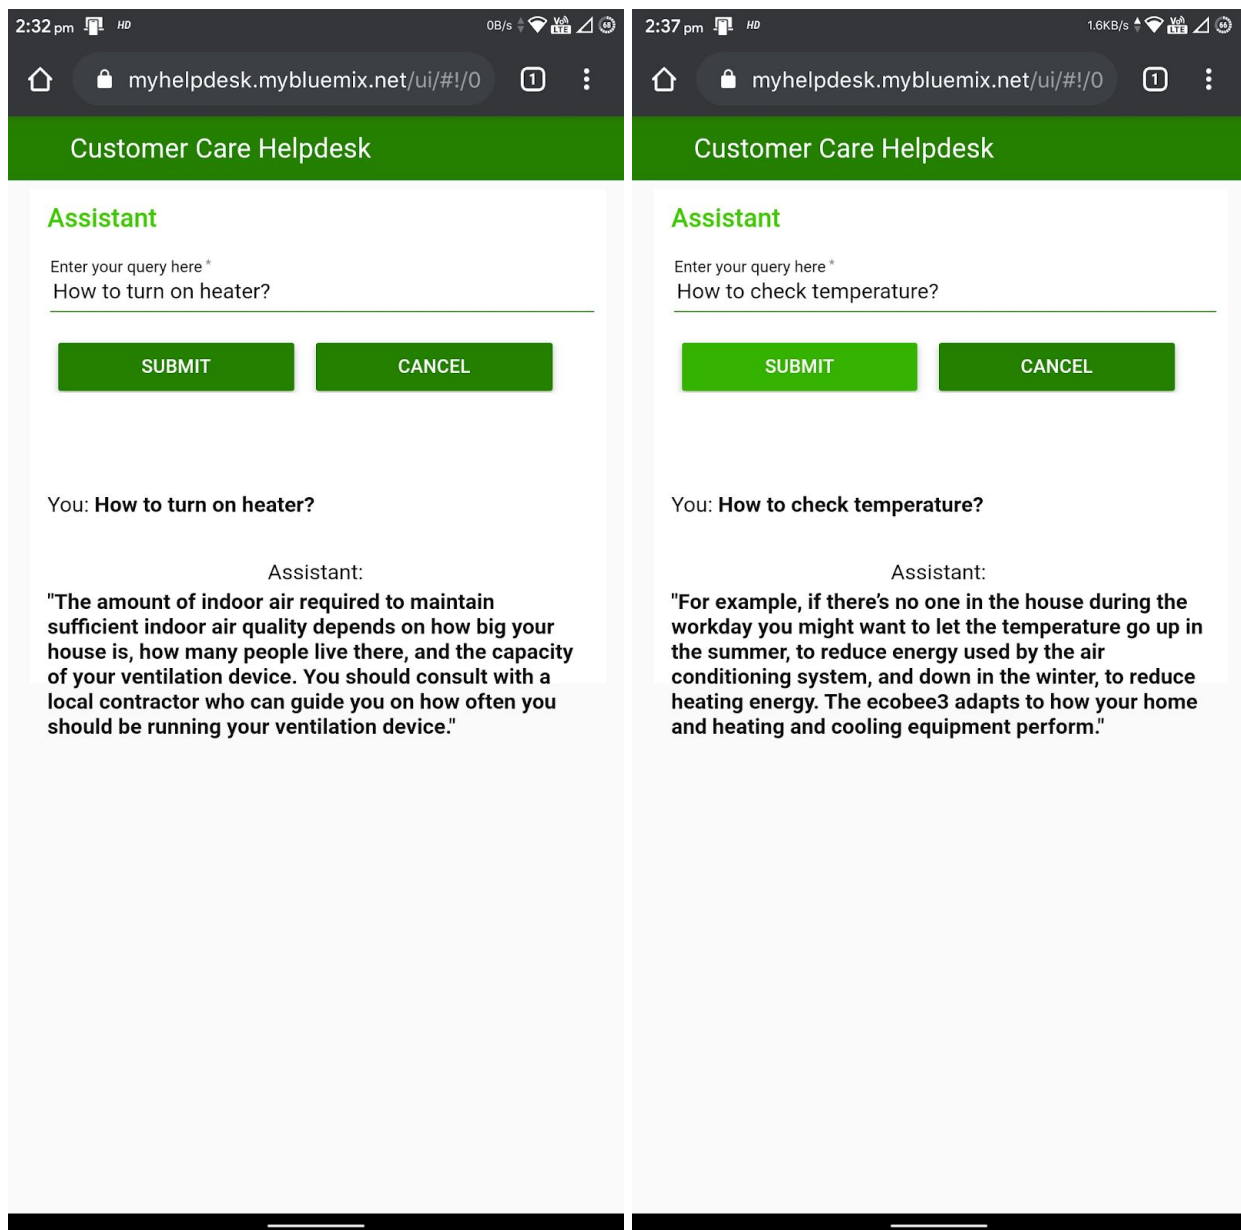 2:32 pm HD 0B/s Vo) LTE 68
myhelpdesk.mybluemix.net/ui/#!/0 1
Customer Care Helpdesk
Assistant
Enter your query here *
How to turn on heater?
SUBMIT CANCEL
You: How to turn on heater?
Assistant:
"The amount of indoor air required to maintain
sufficient indoor air quality depends on how big your
house is, how many people live there, and the capacity
of your ventilation device. You should consult with a
local contractor who can guide you on how often you
should be running your ventilation device."
2:37 pm HD 1.6KB/s Vo) LTE 66
myhelpdesk.mybluemix.net/ui/#!/0 1
Customer Care Helpdesk
Assistant
Enter your query here *
How to check temperature?
SUBMIT CANCEL
You: How to check temperature?
Assistant:
"For example, if there’s no one in the house during the
workday you might want to let the temperature go up in
the summer, to reduce energy used by the air
conditioning system, and down in the winter, to reduce
heating energy. The ecobee3 adapts to how your home
and heating and cooling equipment perform."